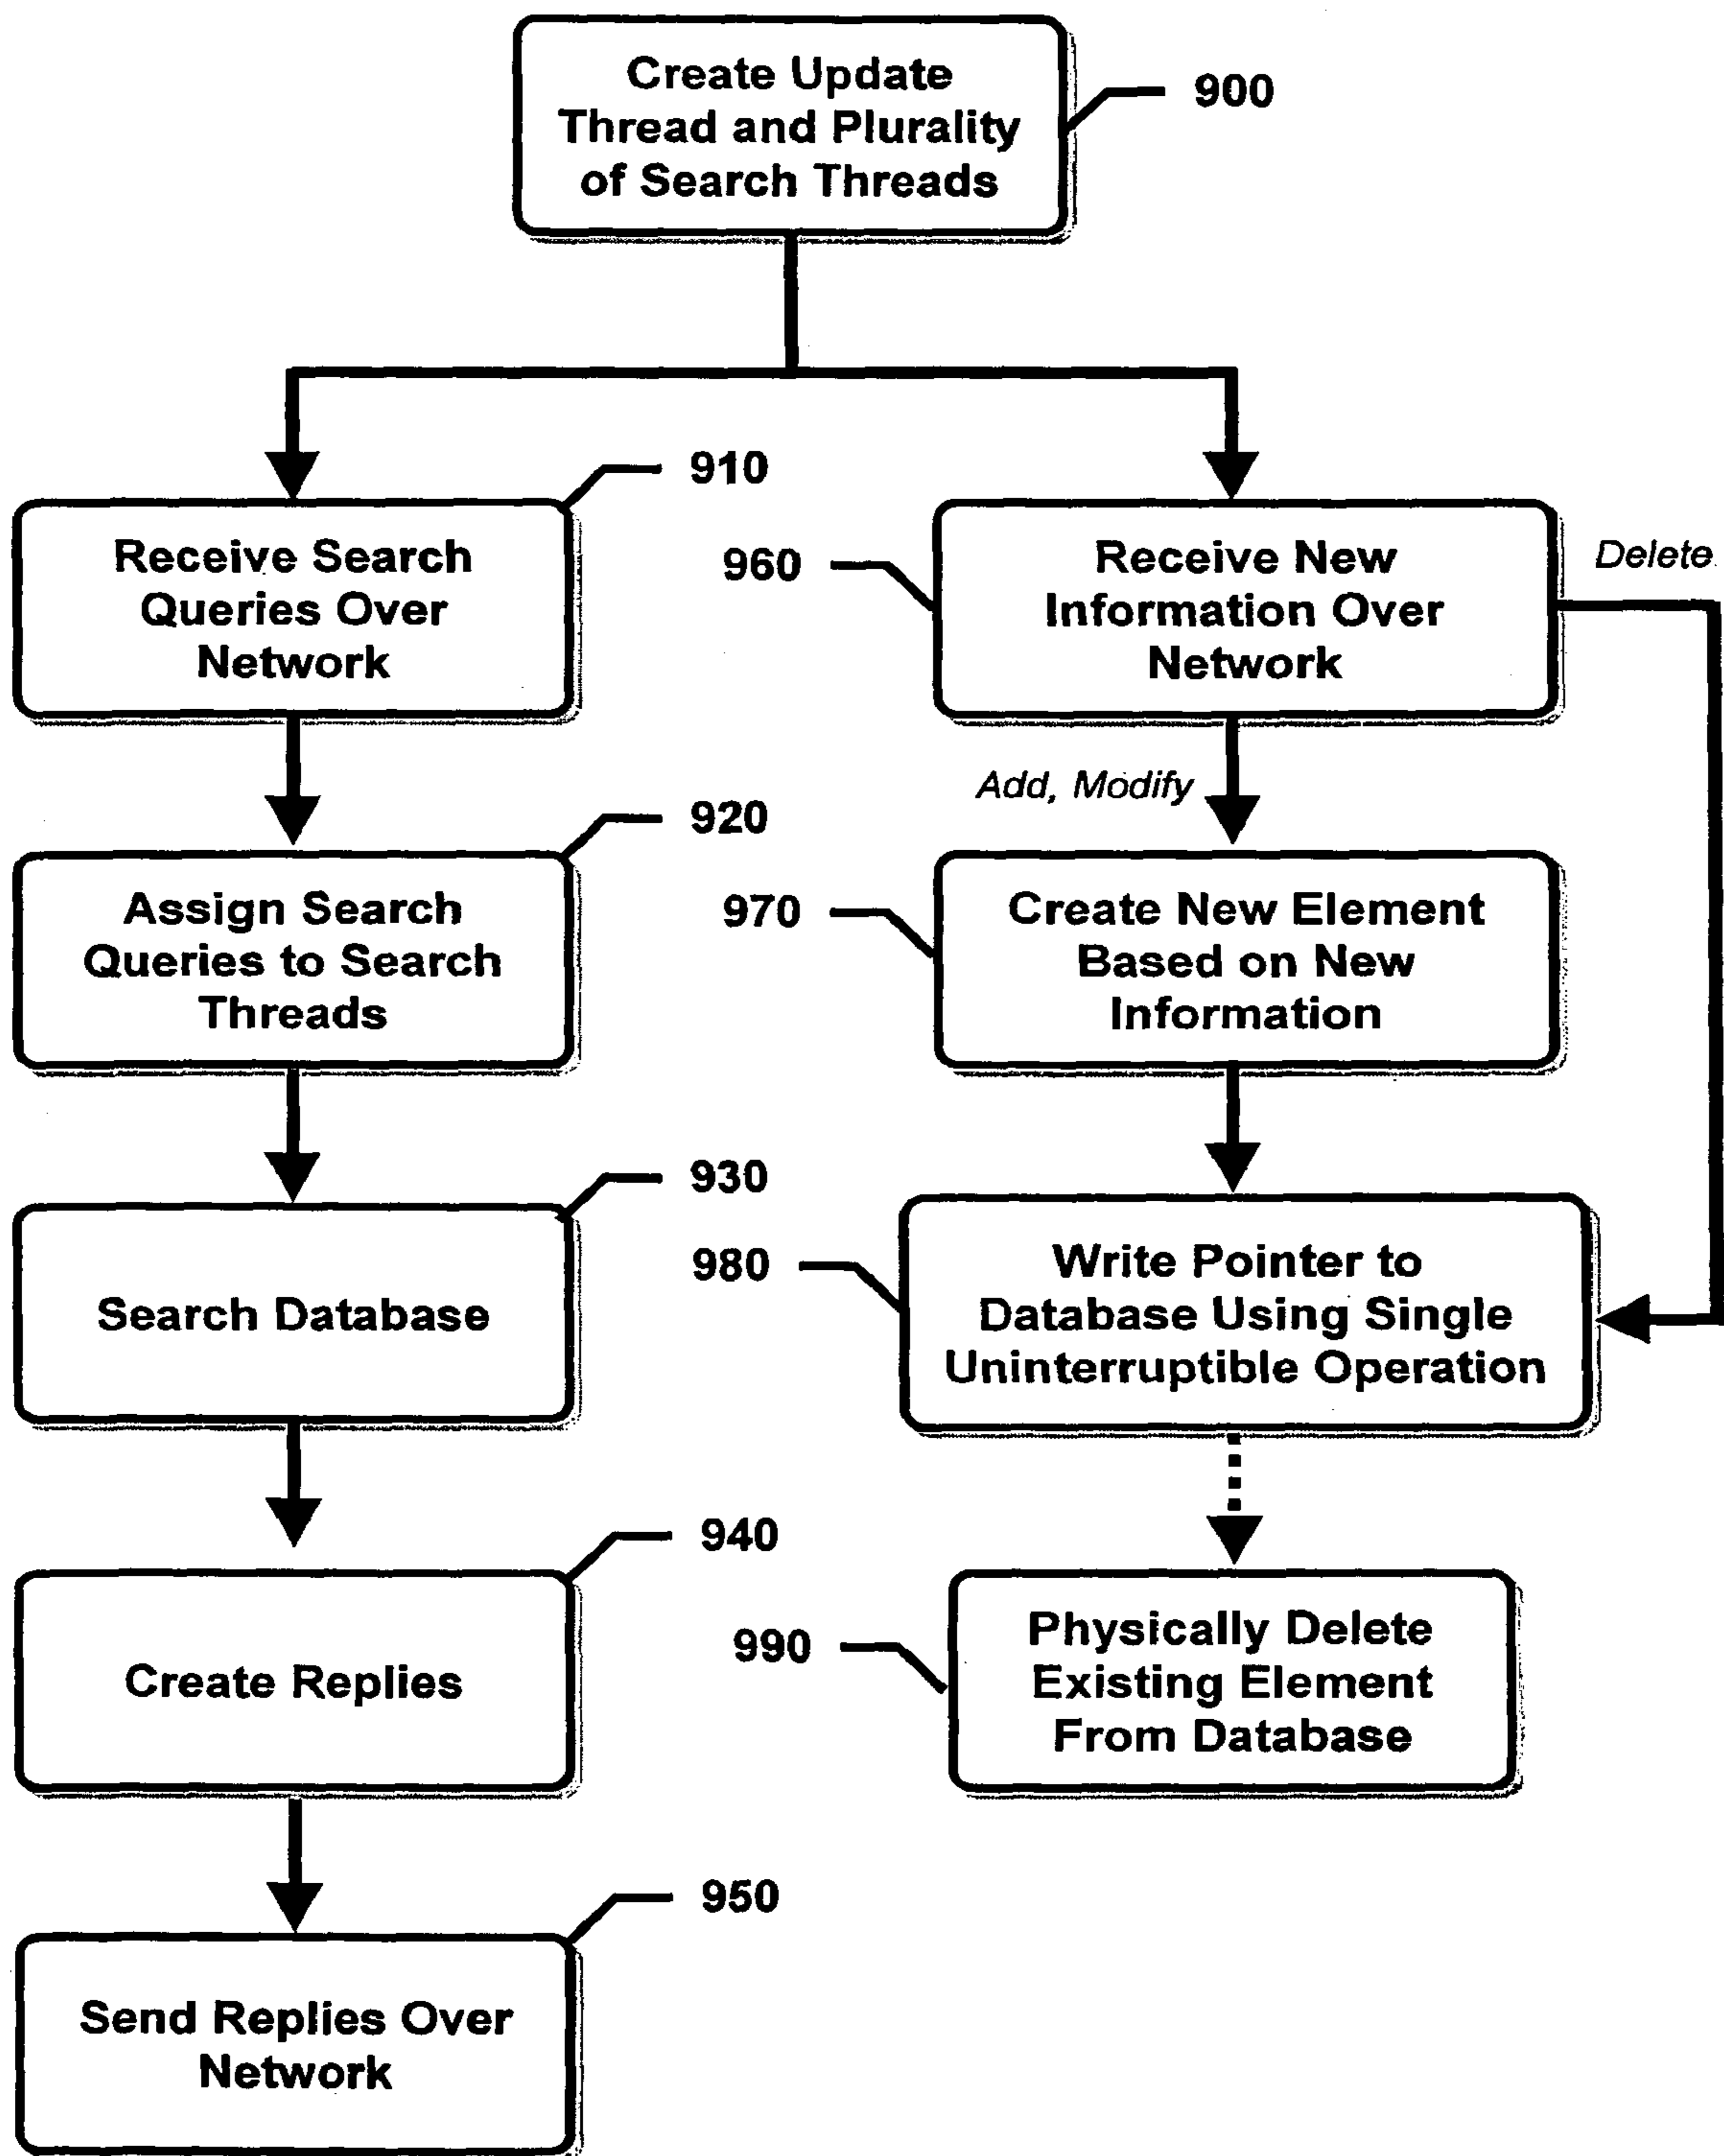 Create Update
Thread and Plurality
of Search Threads
900
910
Receive Search
Queries Over
Network
960
Receive New
Information Over
Network
Delete
Add, Modify
920
Assign Search
Queries to Search
Threads
970
Create New Element
Based on New
Information
930
Search Database
980
Write Pointer to
Database Using Single
Uninterruptible Operation
940
Create Replies
990
Physically Delete
Existing Element
From Database
950
Send Replies Over
Network